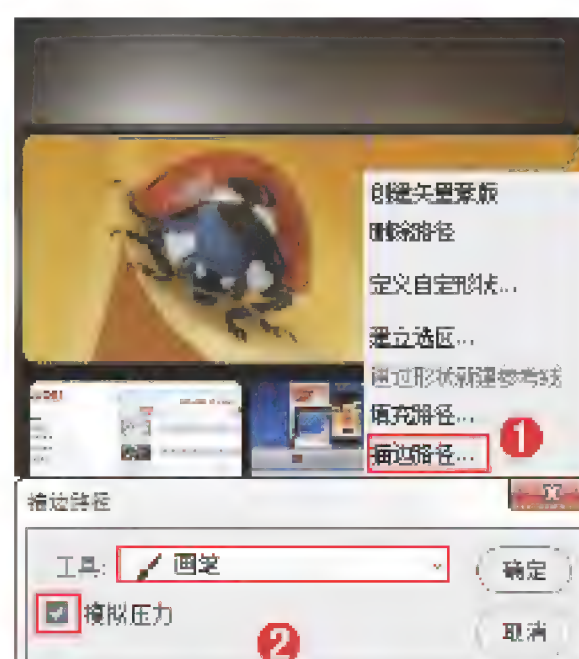 创建矢量蒙版
删除路径
定义自定形状...
建立选区...
通过形状新建参考线
填充路径...
描边路径...
1
描边路径
工具: 画笔
确定
模拟压力
取消
2